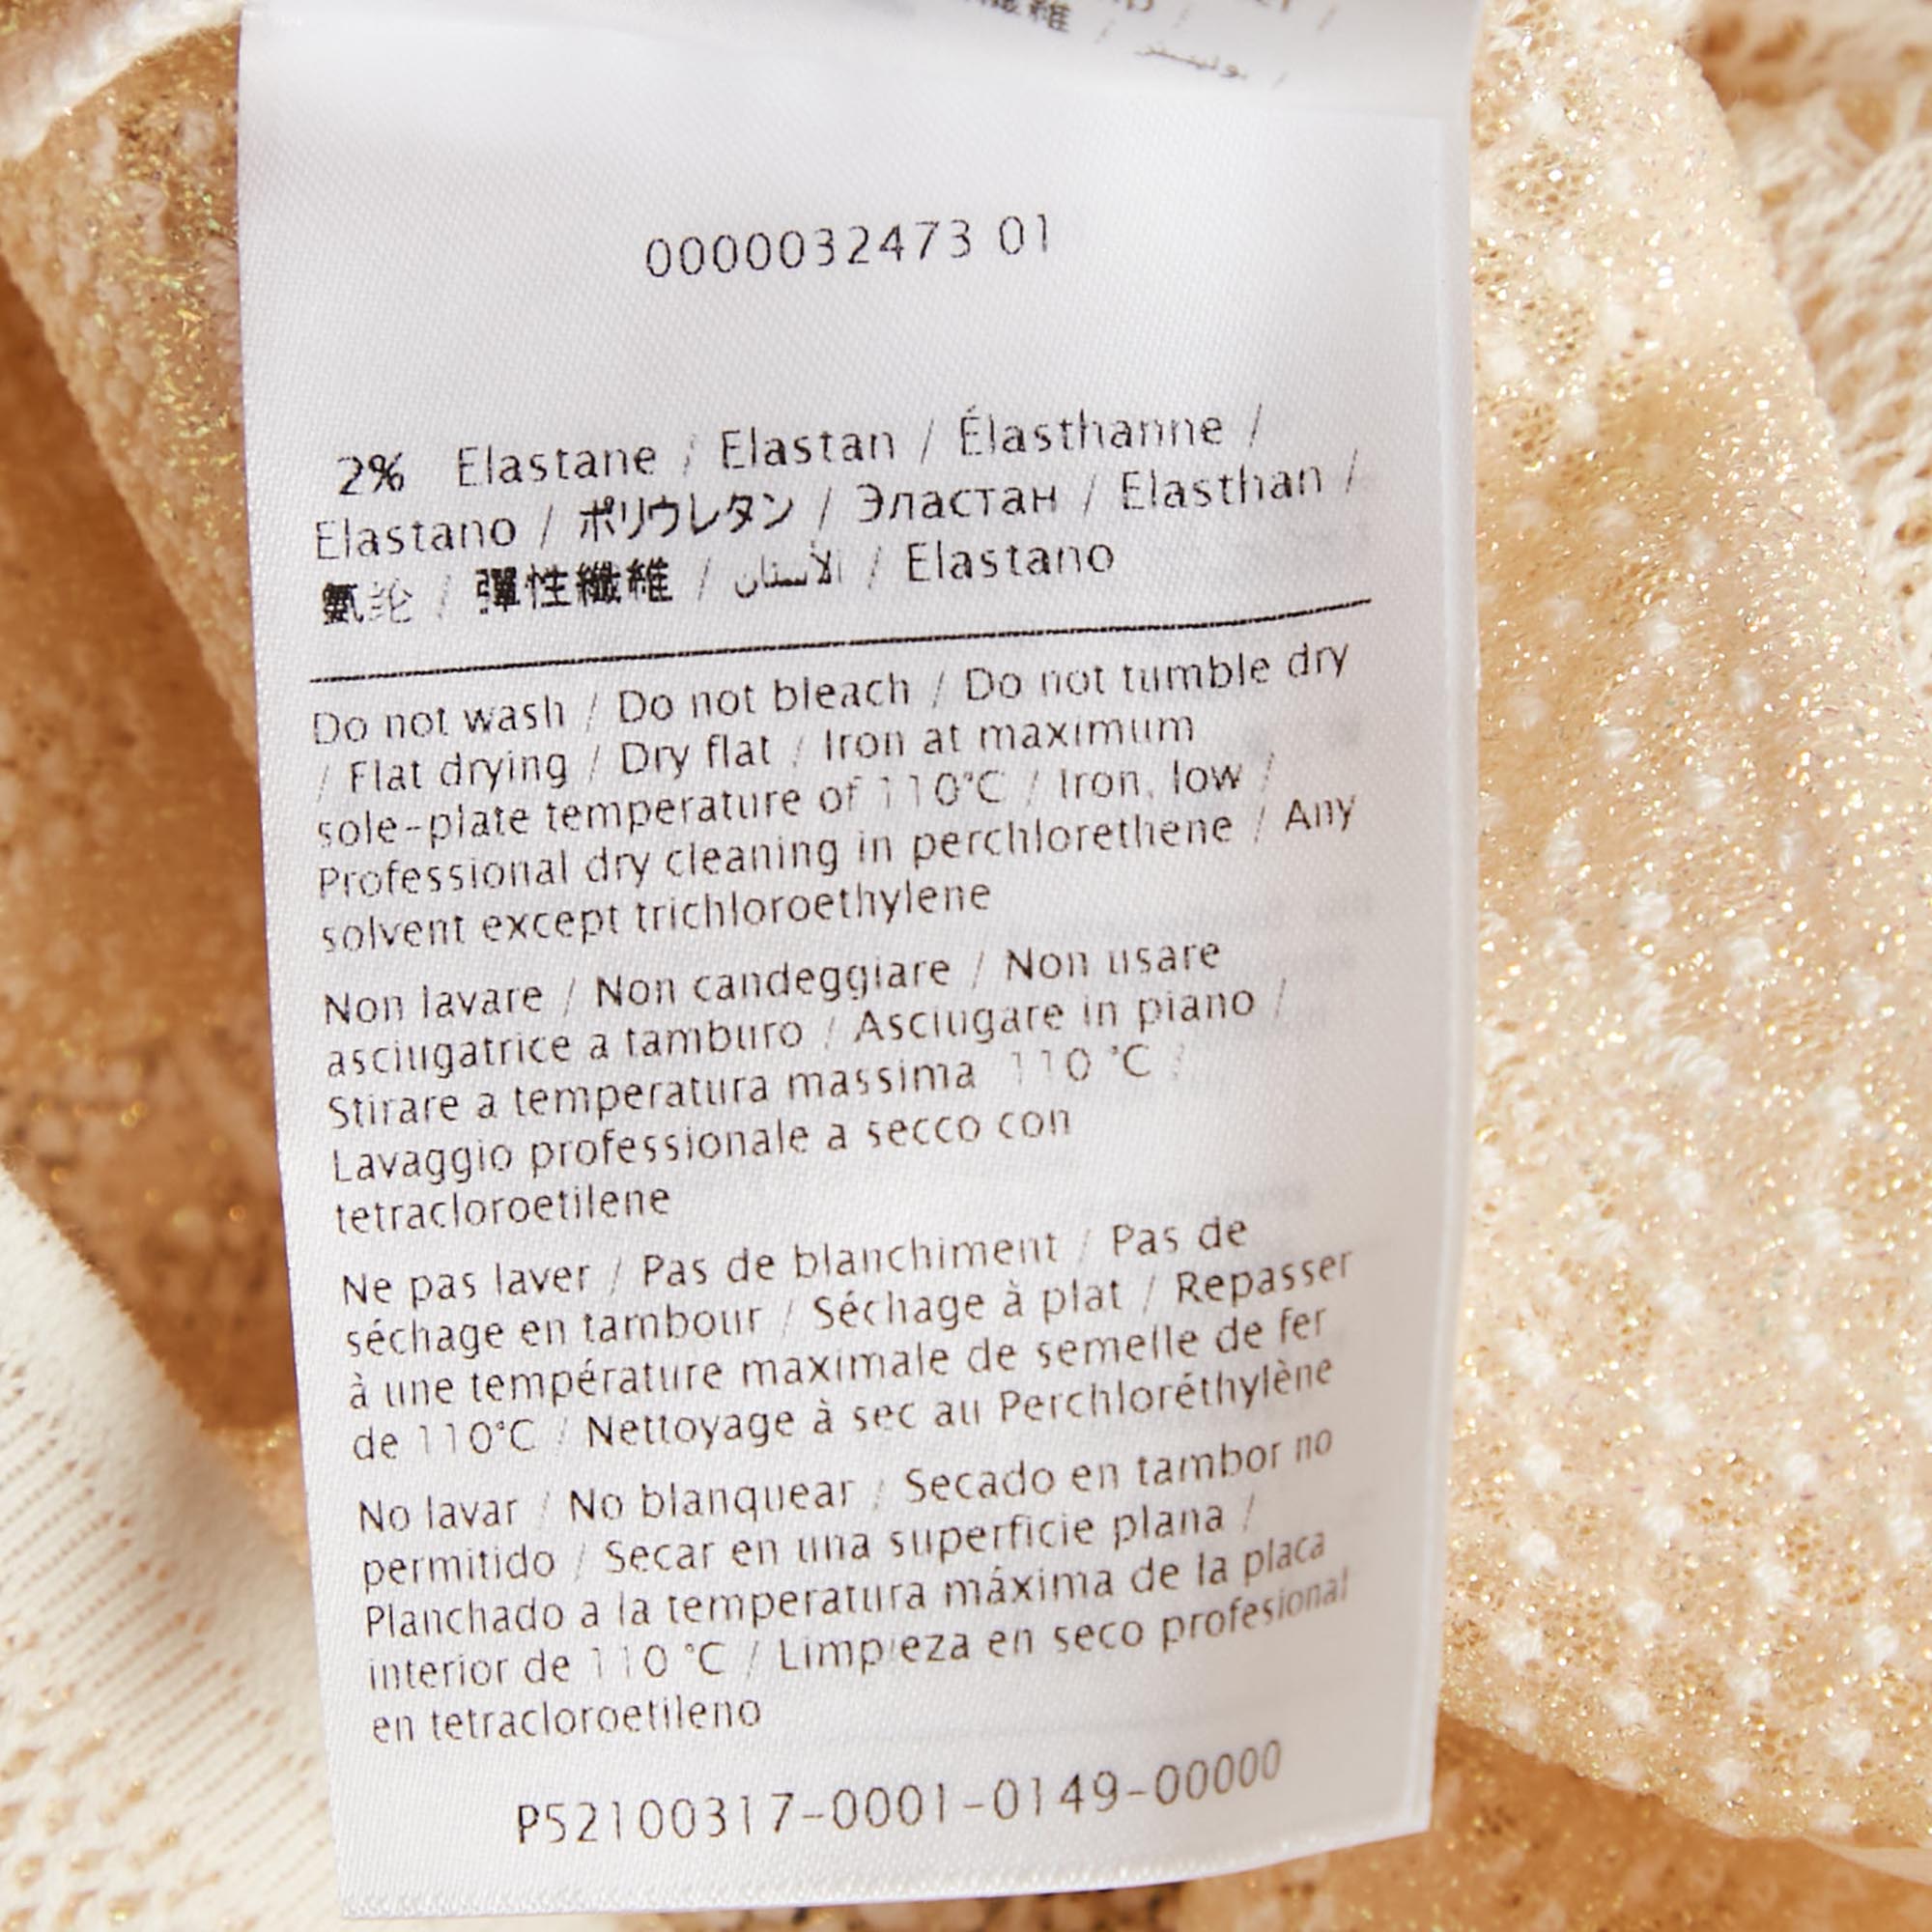 0000032473 01
2% Elastane / Elastan / Élasthanne /
Elastano / ポリウレタン / Эластан / Elasthan /
氨纶 / 彈性纖維 / الأستان / Elastano
Do not wash / Do not bleach / Do not tumble dry
/ Flat drying / Dry flat / Iron at maximum
sole-plate temperature of 110°C / Iron, low /
Professional dry cleaning in perchlorethene / Any
solvent except trichloroethylene
Non lavare / Non candeggiare / Non usare
asciugatrice a tamburo / Asciugare in piano /
Stirare a temperatura massima 110 °C /
Lavaggio professionale a secco con
tetracloroetilene
Ne pas laver / Pas de blanchiment / Pas de
séchage en tambour / Séchage à plat / Repasser
à une température maximale de semelle de fer
de 110°C / Nettoyage à sec au Perchloréthylène
No lavar / No blanquear / Secado en tambor no
permitido / Secar en una superficie plana /
Planchado a la temperatura máxima de la placa
interior de 110 °C / Limpieza en seco profesional
en tetracloroetileno
P52100317-0001-0149-00000